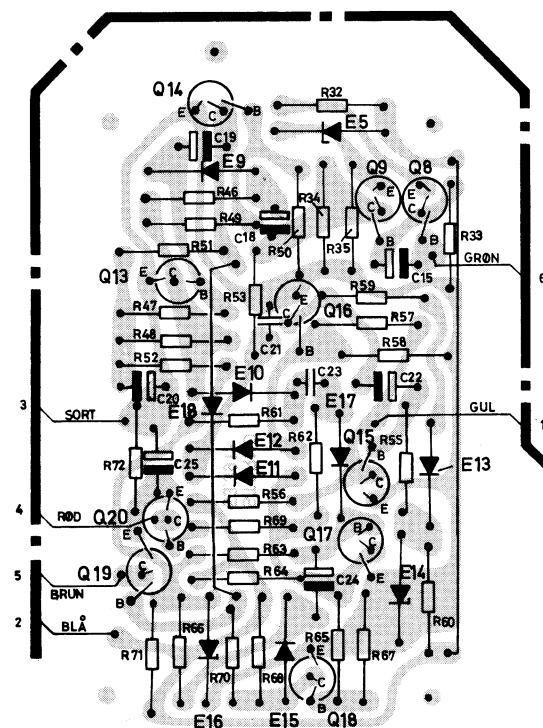 Q14
E C B
R32
C19
E5
E9
Q9 Q8
R46
R34
E E
C C
R49
C18
R50
R35
R33
B B
R51
GRØN
Q13
C15
6
E C B
R53
R59
E
Q16
R47
C
R57
C21
R48
B
R58
R52
E10
C23
C22
C20
E17
3
E18
GUL
1
SORT
R61
Q15
E12
R62
R55
B
R72
E11
E13
C25
C
E
R56
E
4
RØD
Q20
C
R69
Q17
B
E
B
R63
C
Q19
5
C
R64
C24
E
E14
BRUN
B
R60
2
BLÅ
R66
R65
R71
R70
R68
E
R67
C
B
E16
E15
Q18